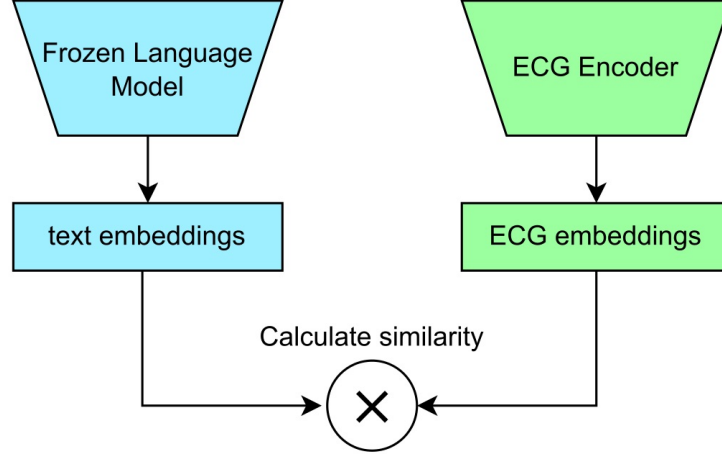 Frozen Language
Model
ECG Encoder
text embeddings
ECG embeddings
Calculate similarity